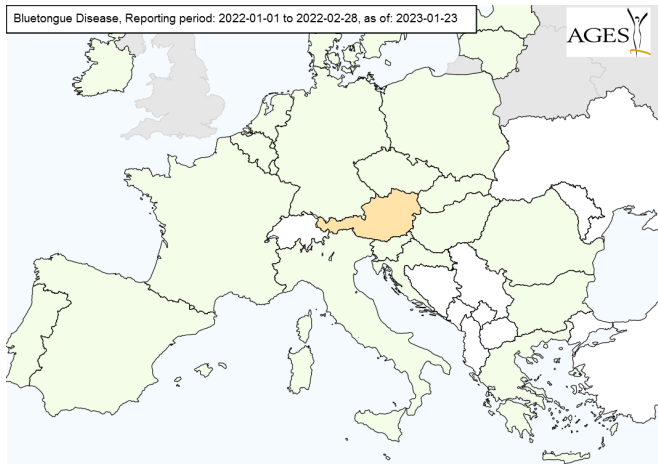 Bluetongue Disease, Reporting period: 2022-01-01 to 2022-02-28, as of: 2023-01-23
AGES